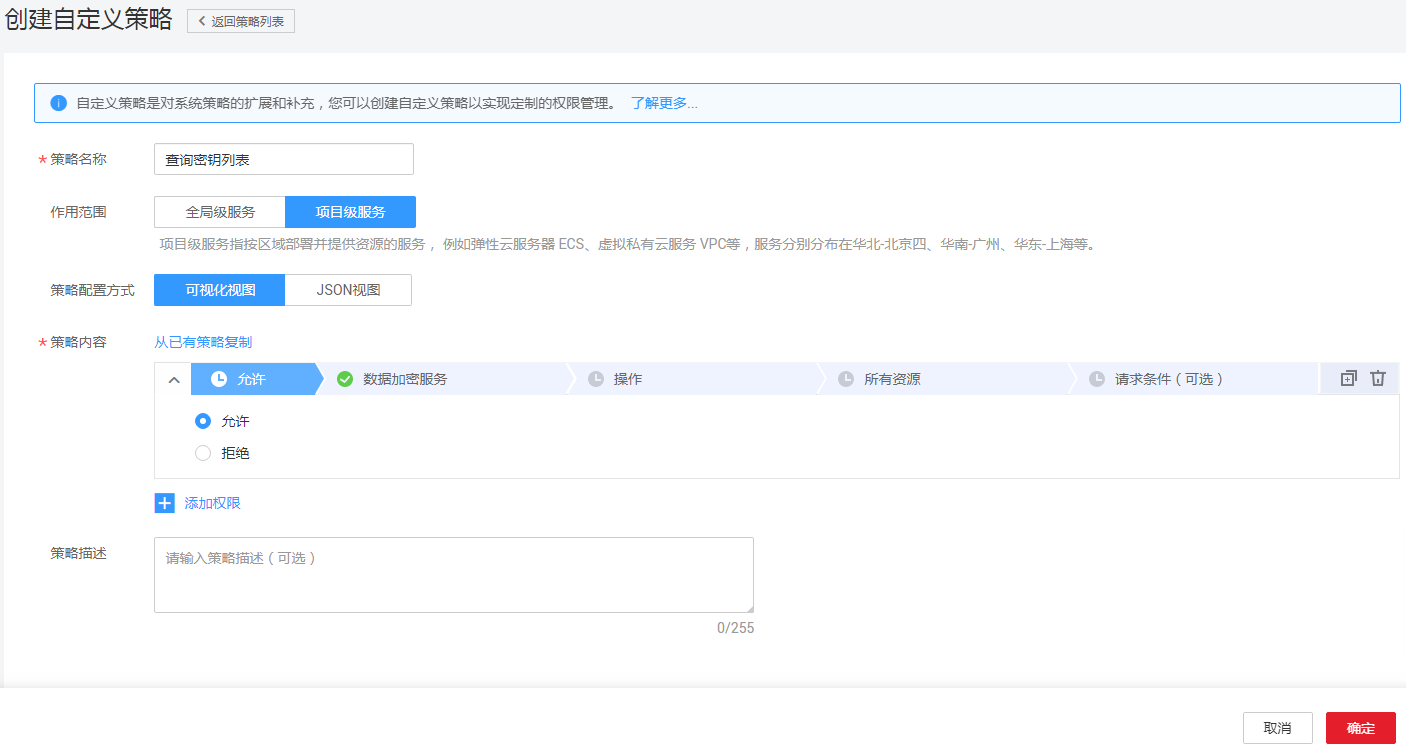 创建自定义策略 返回策略列表
自定义策略是对系统策略的扩展和补充，您可以创建自定义策略以实现定制的权限管理。 了解更多...
* 策略名称 查询密钥列表
作用范围 全局级服务 项目级服务
项目级服务指按区域部署并提供资源的服务，例如弹性云服务器 ECS、虚拟私有云服务 VPC等，服务分别分布在华北-北京四、华南-广州、华东-上海等。
策略配置方式 可视化视图 JSON视图
* 策略内容 从已有策略复制
允许 数据加密服务 操作 所有资源 请求条件（可选）
允许
拒绝
添加权限
策略描述 请输入策略描述（可选）
0/255
取消 确定